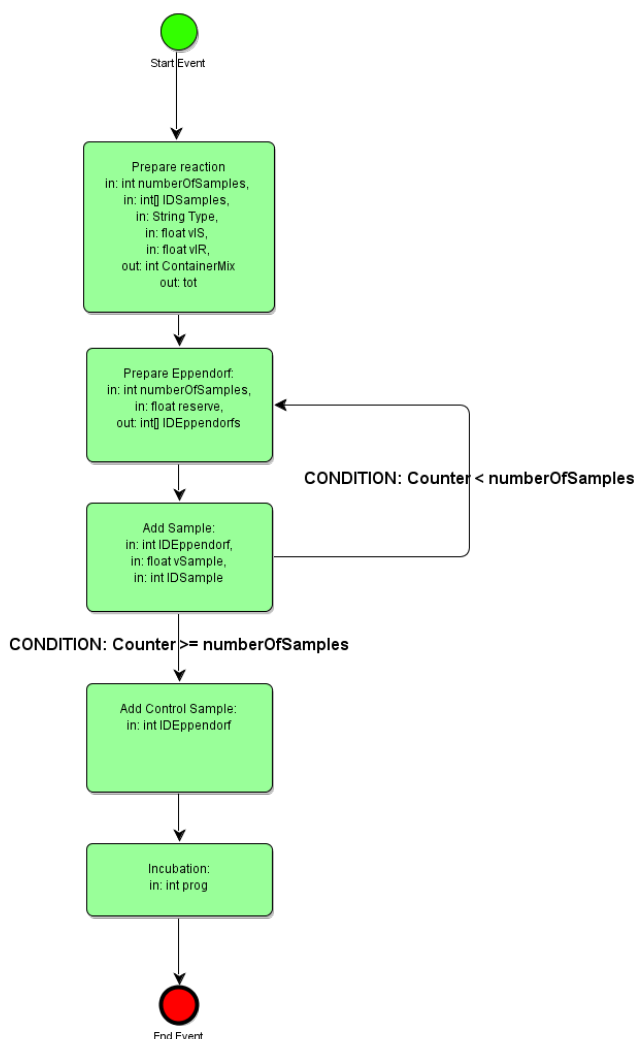 Start Event
Prepare reaction
in: int numberOfSamples,
in: int[] IDSamples,
in: String Type,
in: float vIS,
in: float vIR,
out: int ContainerMix
out: tot
Prepare Eppendorf:
in: int numberOfSamples,
in: float reserve,
out: int[] IDEppendorfs
CONDITION: Counter < numberOfSamples
Add Sample:
in: int IDEppendorf,
in: float vSample,
in: int IDSample
CONDITION: Counter >= numberOfSamples
Add Control Sample:
in: int IDEppendorf
Incubation:
in: int prog
End Event